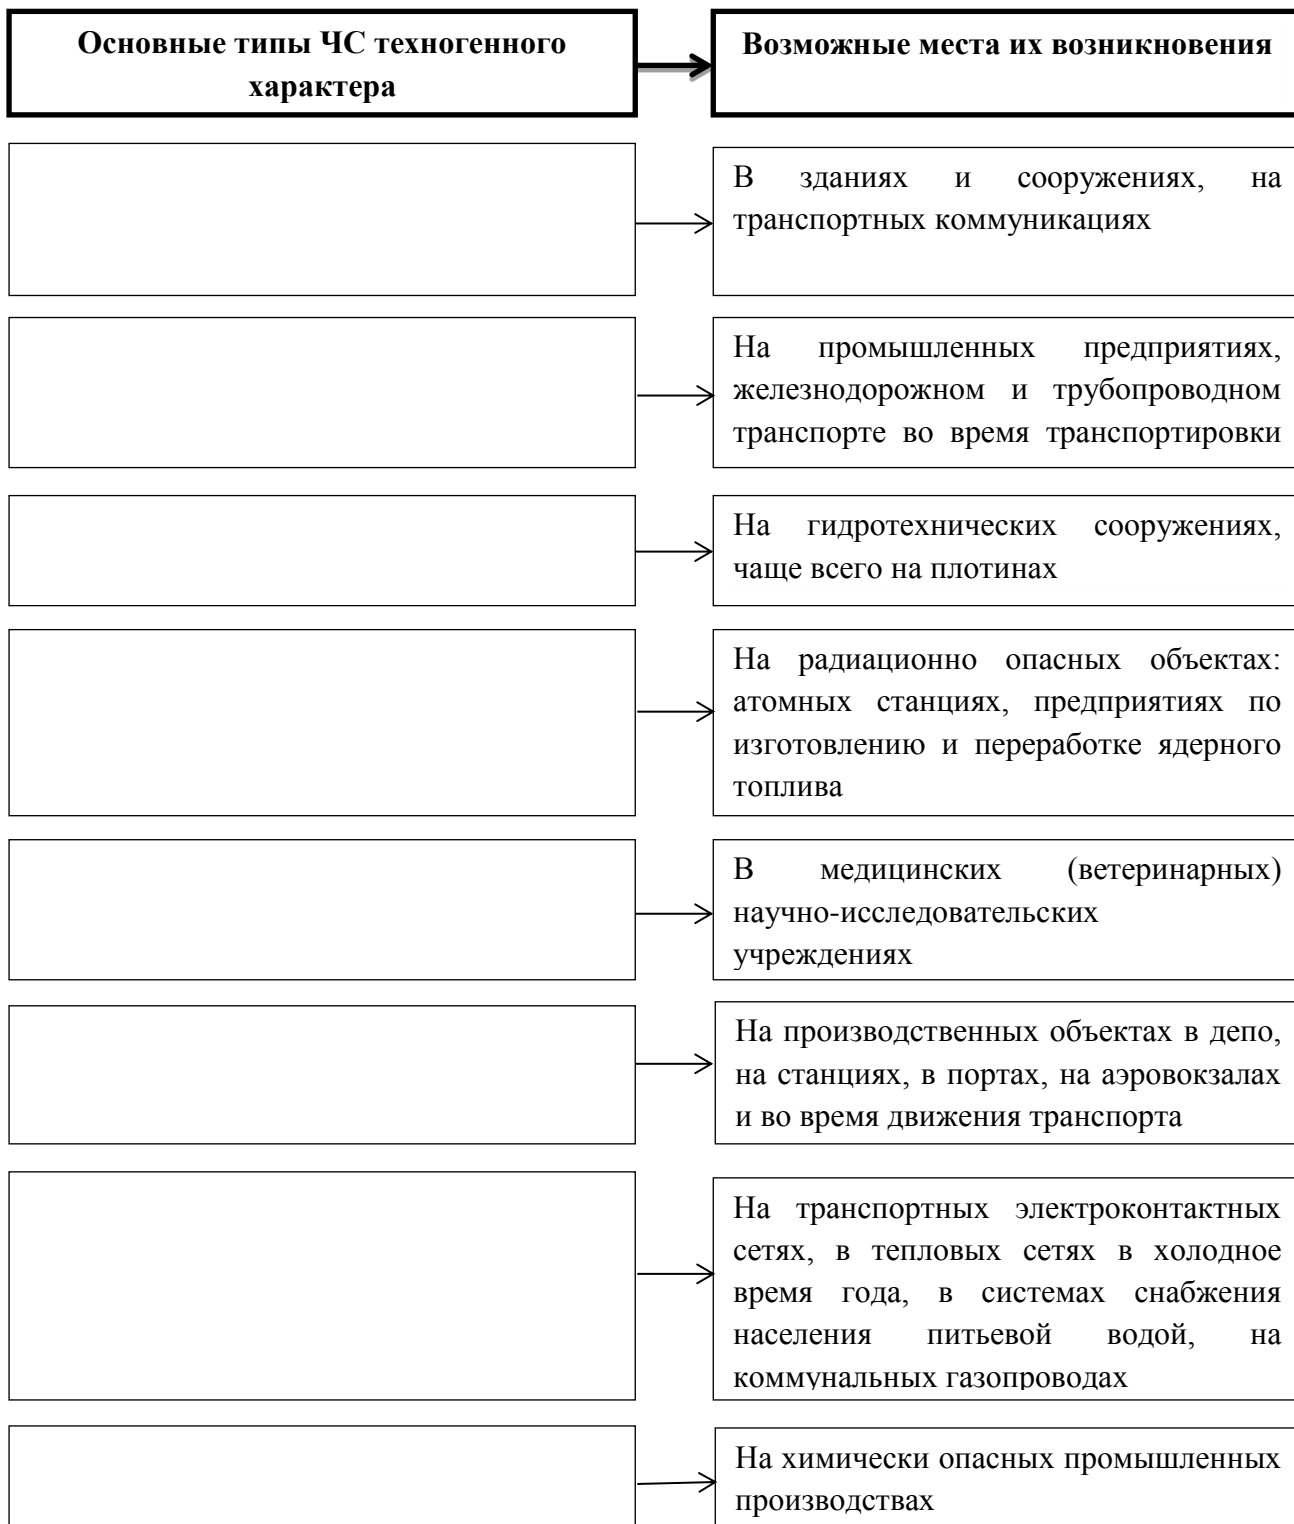 Основные типы ЧС техногенного
характера
Возможные места их возникновения
В зданиях и сооружениях, на
транспортных коммуникациях
На промышленных предприятиях,
железнодорожном и трубопроводном
транспорте во время транспортировки
На гидротехнических сооружениях,
чаще всего на плотинах
На радиационно опасных объектах:
атомных станциях, предприятиях по
изготовлению и переработке ядерного
топлива
В медицинских (ветеринарных)
научно-исследовательских
учреждениях
На производственных объектах в депо,
на станциях, в портах, на аэровокзалах
и во время движения транспорта
На транспортных электроконтактных
сетях, в тепловых сетях в холодное
время года, в системах снабжения
населения питьевой водой, на
коммунальных газопроводах
На химически опасных промышленных
производствах